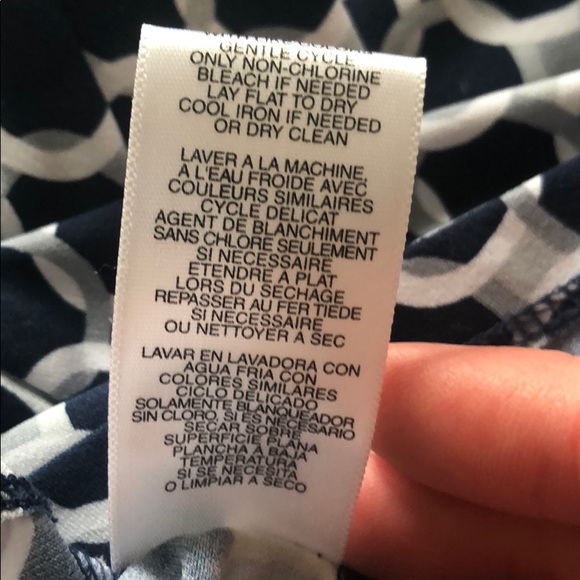 GENTLE CYCLE
ONLY NON-CHLORINE
BLEACH IF NEEDED
LAY FLAT TO DRY
COOL IRON IF NEEDED
OR DRY CLEAN
LAVER A LA MACHINE,
A L'EAU FROIDE AVEC
COULEURS SIMILAIRES
CYCLE DELICAT
AGENT DE BLANCHIMENT
SANS CHLORE SEULEMENT
SI NECESSAIRE
ETENDRE A PLAT
LORS DU SECHAGE
REPASSER AU FER TIEDE
SI NECESSAIRE
OU NETTOYER A SEC
LAVAR EN LAVADORA CON
AGUA FRIA CON
COLORES SIMILARES
CICLO DELICADO
SOLAMENTE BLANQUEADOR
SIN CLORO, SI ES NECESARIO
SECAR SOBRE
SUPERFICIE PLANA
PLANCHA A BAJA
TEMPERATURA
SI SE NECESITA
O LIMPIAR A SECO